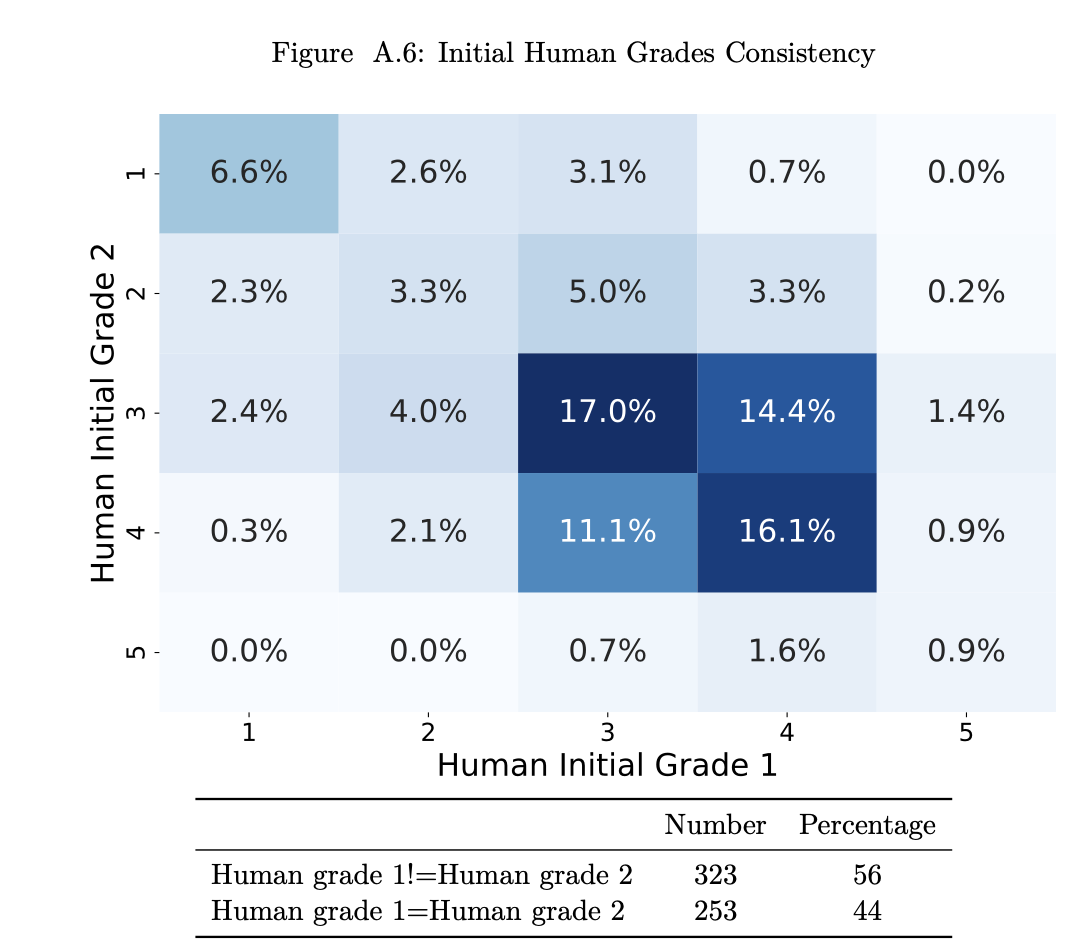 Figure A.6: Initial Human Grades Consistency
Human Initial Grade 2
1
6.6% 2.6% 3.1% 0.7% 0.0%
2
2.3% 3.3% 5.0% 3.3% 0.2%
3
2.4% 4.0% 17.0% 14.4% 1.4%
4
0.3% 2.1% 11.1% 16.1% 0.9%
5
0.0% 0.0% 0.7% 1.6% 0.9%
1 2 3 4 5
Human Initial Grade 1
Number Percentage
Human grade 1!=Human grade 2 323 56
Human grade 1=Human grade 2 253 44